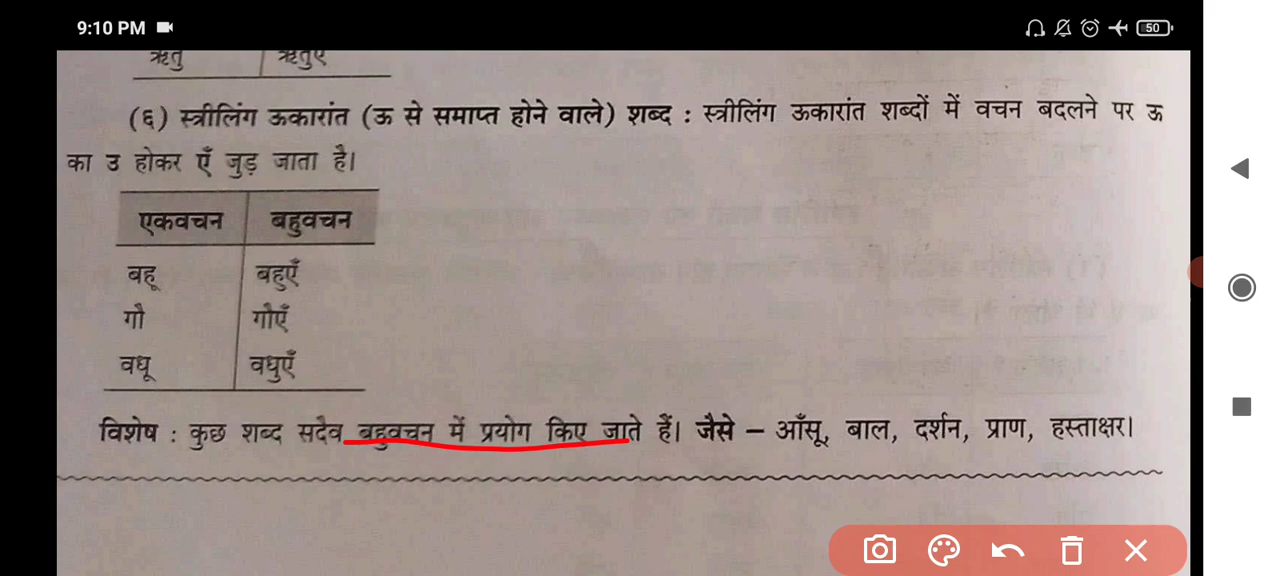 9:10 PM
50
ऋतु ऋतुएँ
(६) स्त्रीलिंग ऊकारांत (ऊ से समाप्त होने वाले) शब्द : स्त्रीलिंग ऊकारांत शब्दों में वचन बदलने पर ऊ
का उ होकर एँ जुड़ जाता है।
एकवचन बहुवचन
बहू बहुएँ
गौ गौएँ
वधू वधुएँ
विशेष : कुछ शब्द सदैव बहुवचन में प्रयोग किए जाते हैं। जैसे – आँसू, बाल, दर्शन, प्राण, हस्ताक्षर।